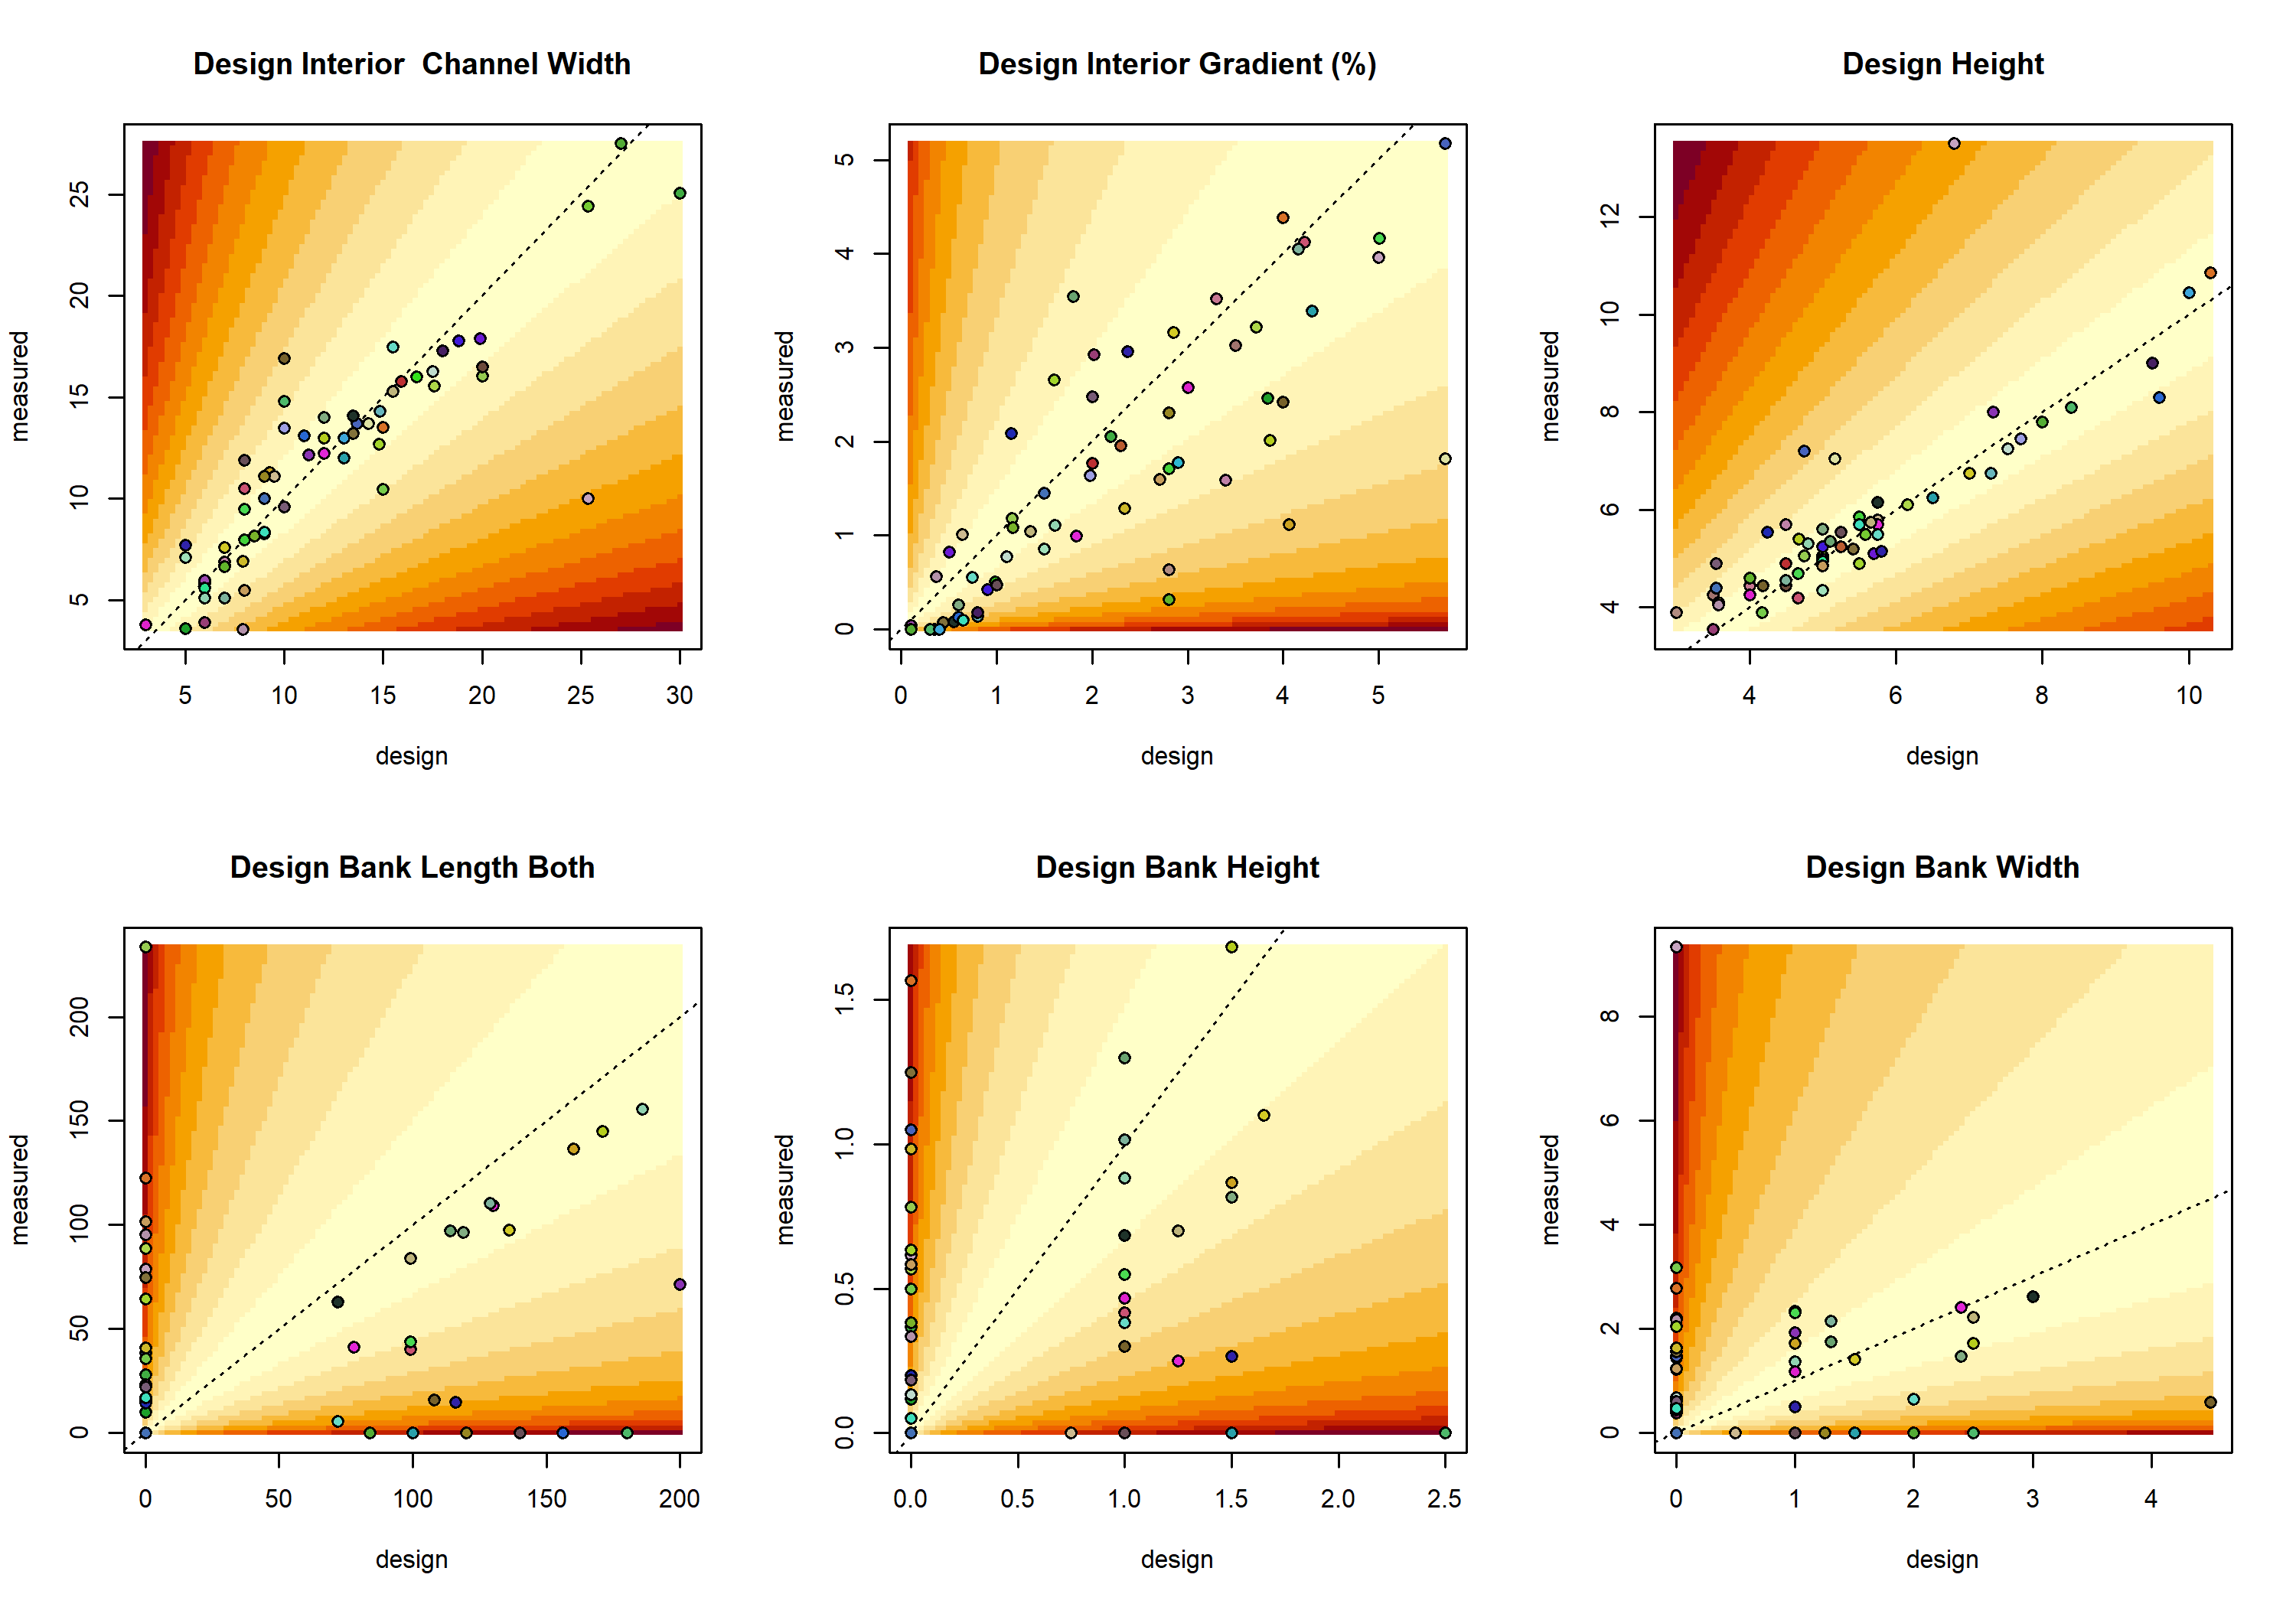 Design Interior  Channel Width
measured
25
20
15
10
5
5 10 15 20 25 30
design
Design Interior Gradient (%)
measured
5
4
3
2
1
0
0 1 2 3 4 5
design
Design Height
measured
12
10
8
6
4
4 6 8 10
design
Design Bank Length Both
measured
200
150
100
50
0
0 50 100 150 200
design
Design Bank Height
measured
1.5
1.0
0.5
0.0
0.0 0.5 1.0 1.5 2.0 2.5
design
Design Bank Width
measured
8
6
4
2
0
0 1 2 3 4
design